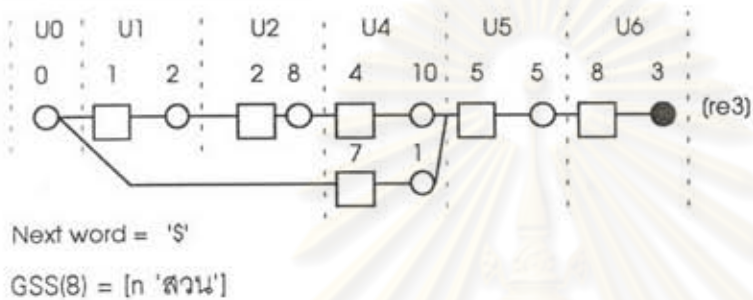 U0 U1 U2 U4 U5 U6
0 1 2 2 8 4 10 5 5 8 3
(re3)
7 1
Next word = '$'
GSS(8) = [n 'สวน']